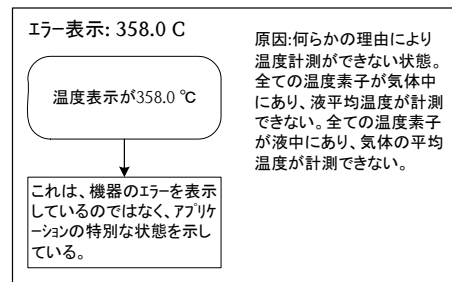 エラー表示: 358.0 C
原因:何らかの理由により
温度計測ができない状態。
全ての温度素子が気体中
にあり、液平均温度が計測
できない。全ての温度素子
が液中にあり、気体の平均
温度が計測できない。
温度表示が358.0 ℃
これは、機器のエラーを表示
しているのではなく、アプリケ
ーションの特別な状態を示し
ている。